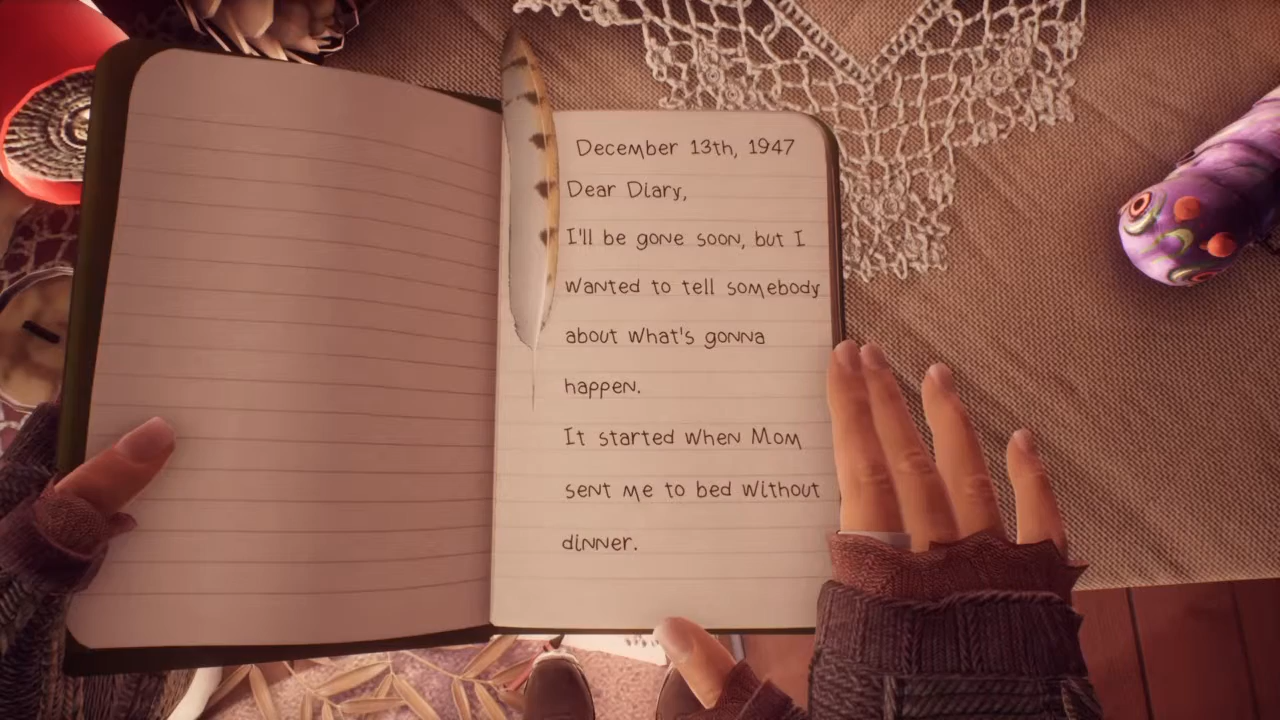 December 13th, 1947
Dear Diary,
I'll be gone soon, but I
wanted to tell somebody
about what's gonna
happen.
It started when Mom
sent me to bed without
dinner.